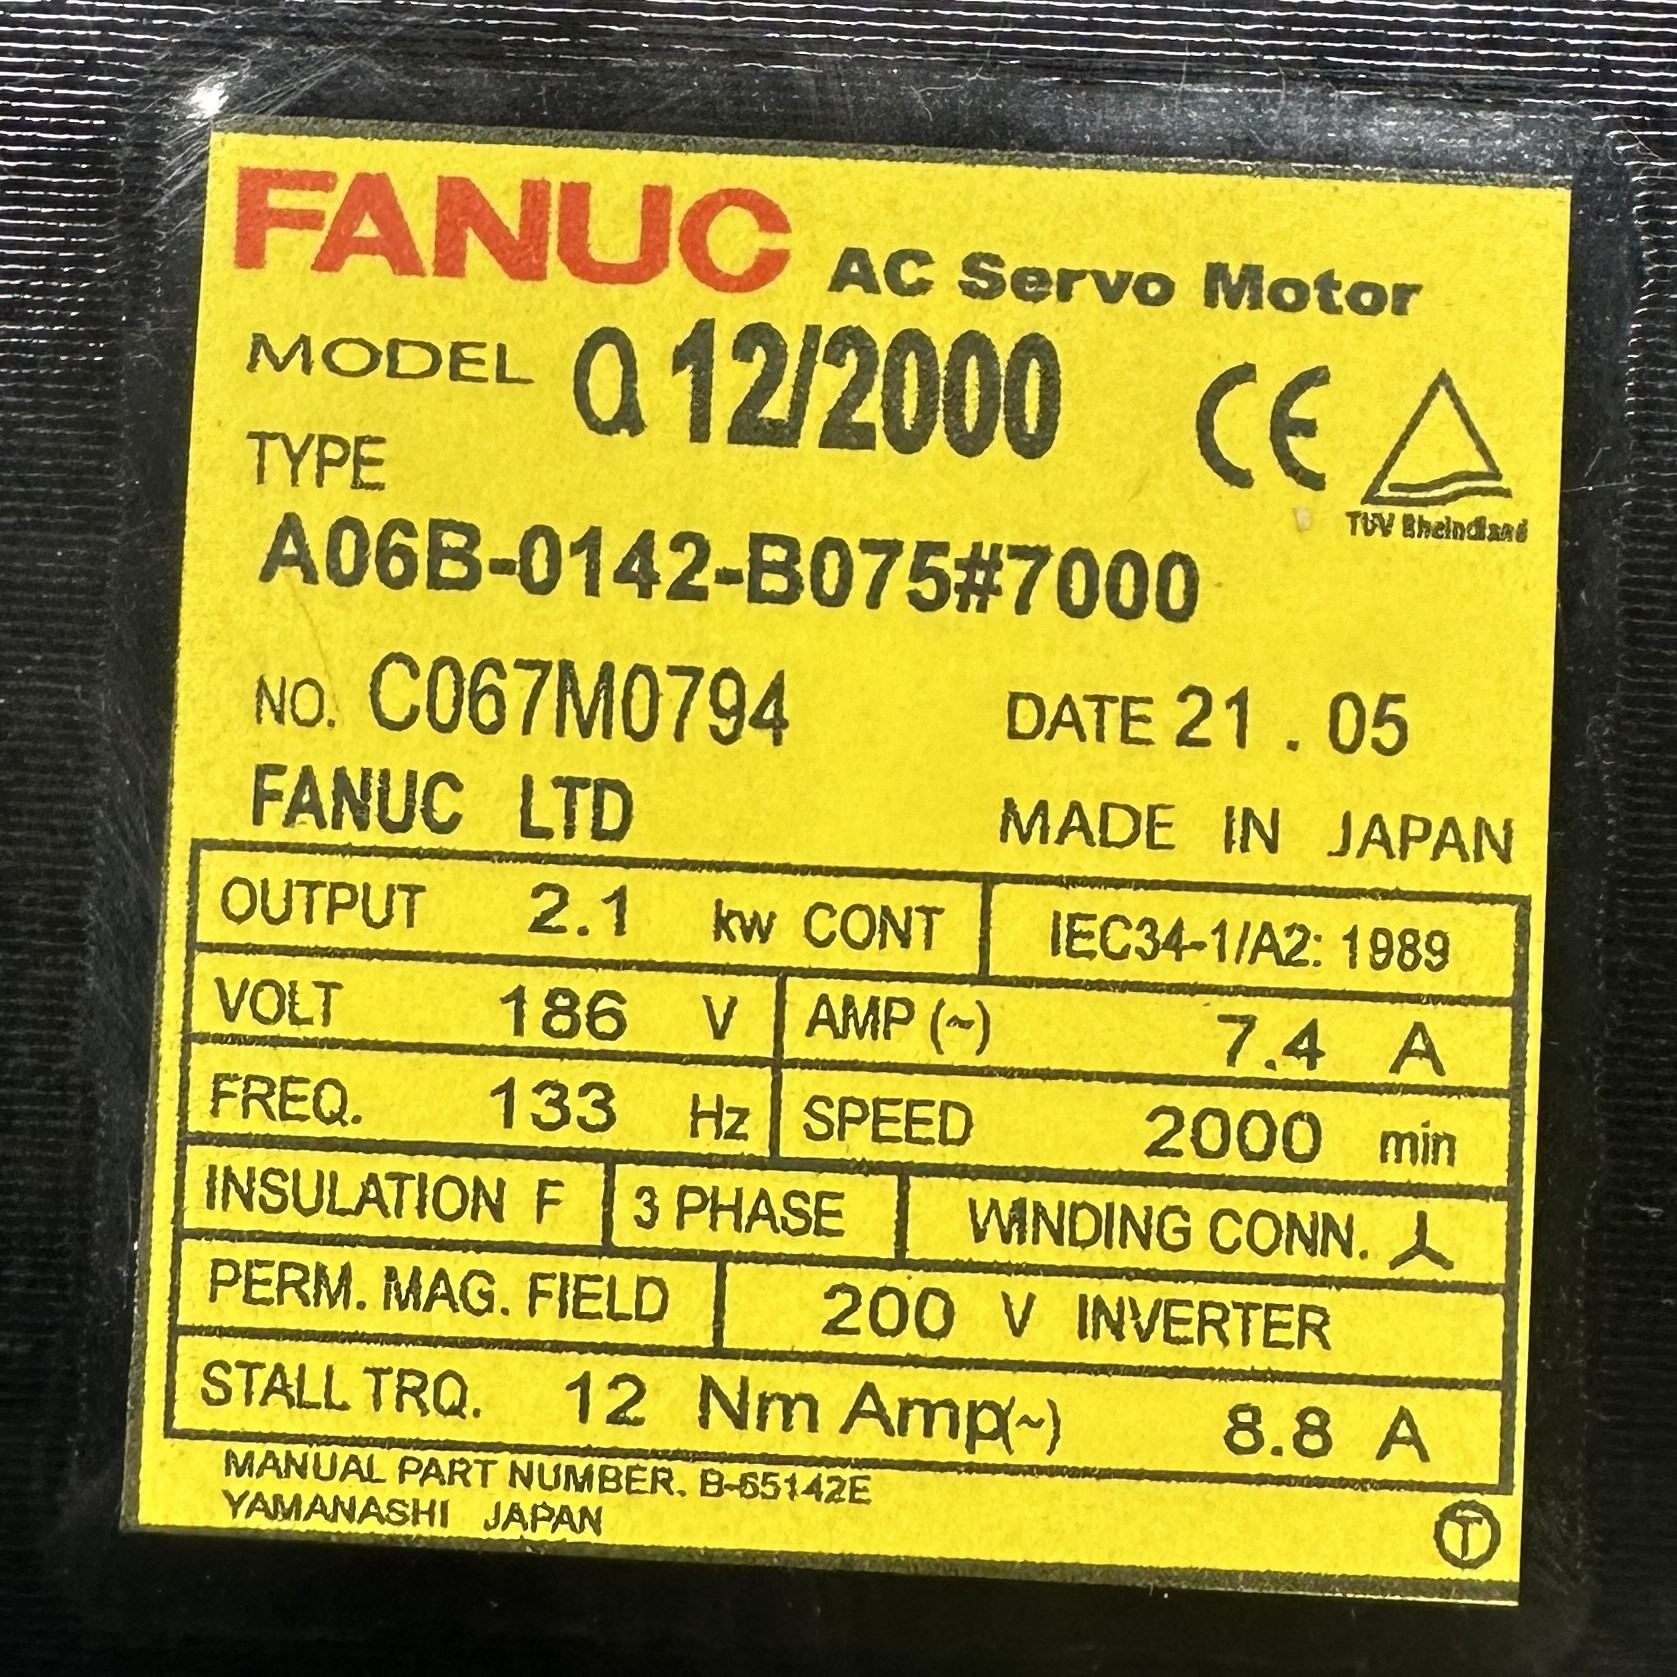 FANUC AC Servo Motor
MODEL α 12/2000
CE
TYPE
TÜV Rheinland
A06B-0142-B075#7000
NO. C067M0794 DATE 21 . 05
FANUC LTD MADE IN JAPAN
OUTPUT 2.1 kw CONT IEC34-1/A2: 1989
VOLT 186 V AMP (~) 7.4 A
FREQ. 133 Hz SPEED 2000 min
INSULATION F 3 PHASE WINDING CONN.
PERM. MAG. FIELD 200 V INVERTER
STALL TRQ. 12 Nm Amp(~) 8.8 A
MANUAL PART NUMBER. B-65142E
YAMANASHI JAPAN
T